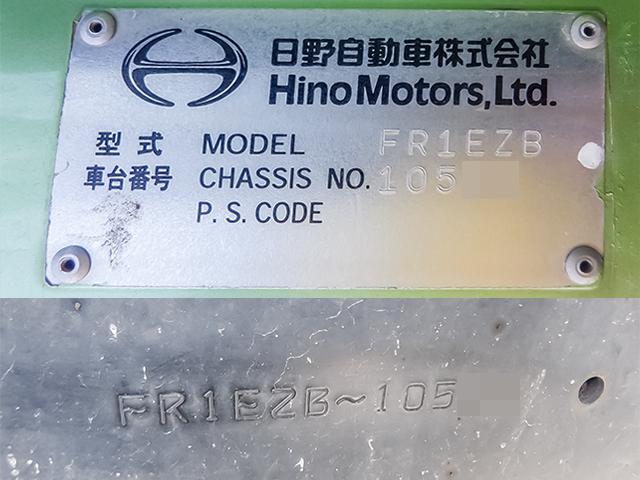 日野自動車株式会社
Hino Motors, Ltd.
型式 MODEL FR1EZB
車台番号 CHASSIS NO. 105
P. S. CODE
FR1EZB~105